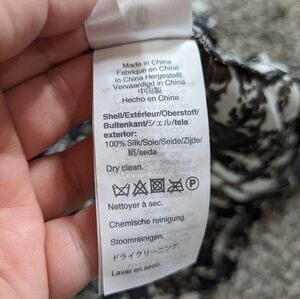 Made in China
Fabriqué en Chine
In China Hergestellt
Vervaardigd in China
中国製
Hecho en China
Shell/Extérieur/Oberstoff/
Buitenkant/シェル/tela
exterior:
100% Silk/Soie/Seide/Zijde/
絹/seda
Dry clean.
Nettoyer à sec.
Chemische reinigung.
Stoomreinigen.
ドライクリーニング.
Lavar en seco.